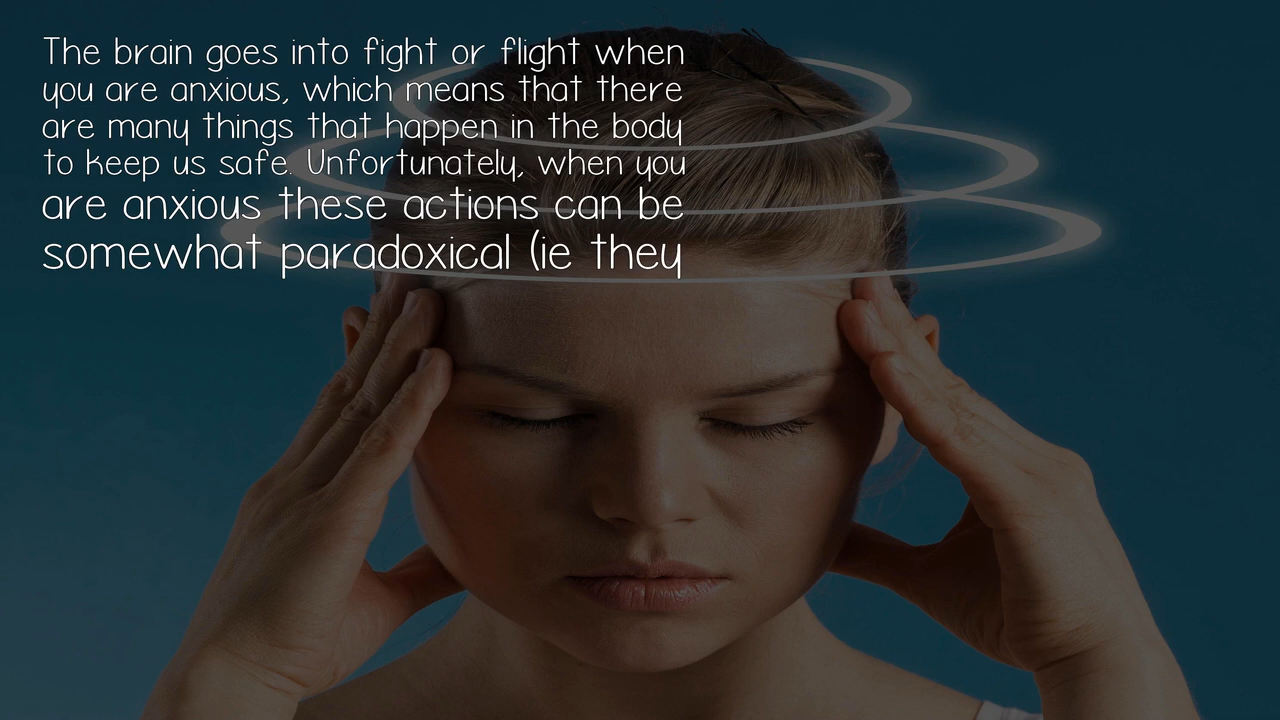 The brain goes into fight or flight when
you are anxious, which means that there
are many things that happen in the body
to keep us safe. Unfortunately, when you
are anxious these actions can be
somewhat paradoxical (ie they